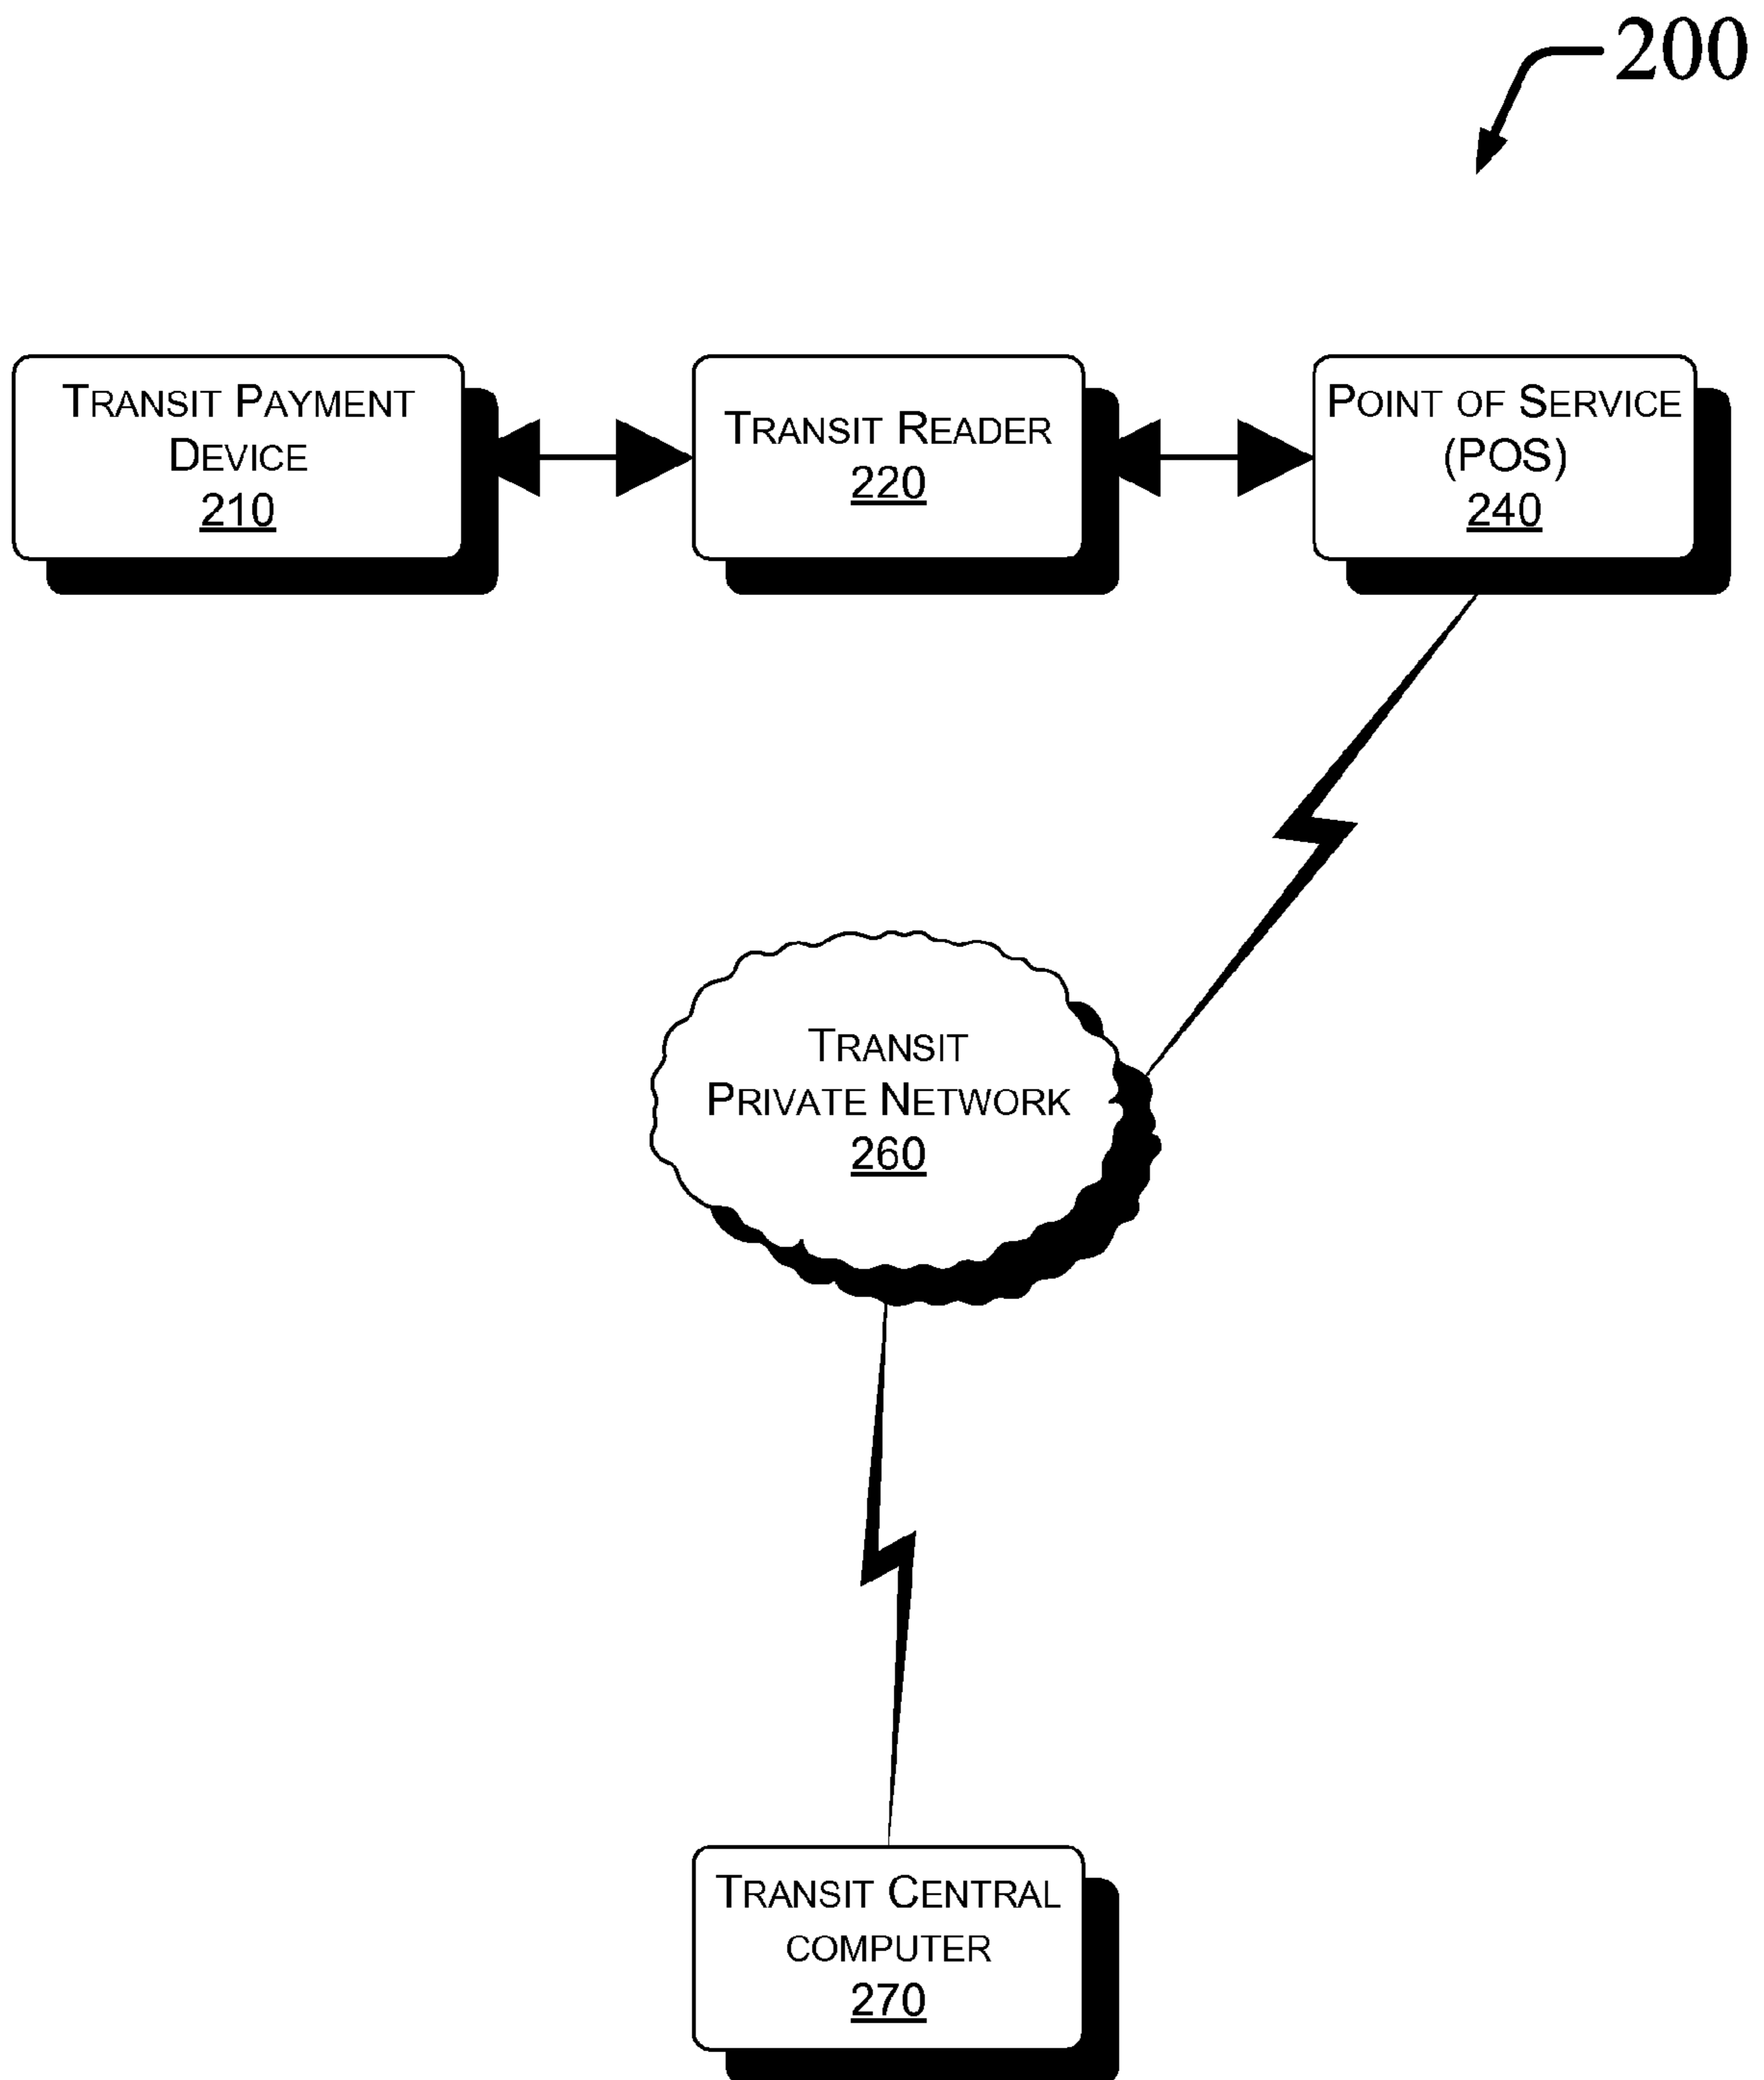 200
TRANSIT PAYMENT
DEVICE
210
TRANSIT READER
220
POINT OF SERVICE
(POS)
240
TRANSIT
PRIVATE NETWORK
260
TRANSIT CENTRAL
COMPUTER
270